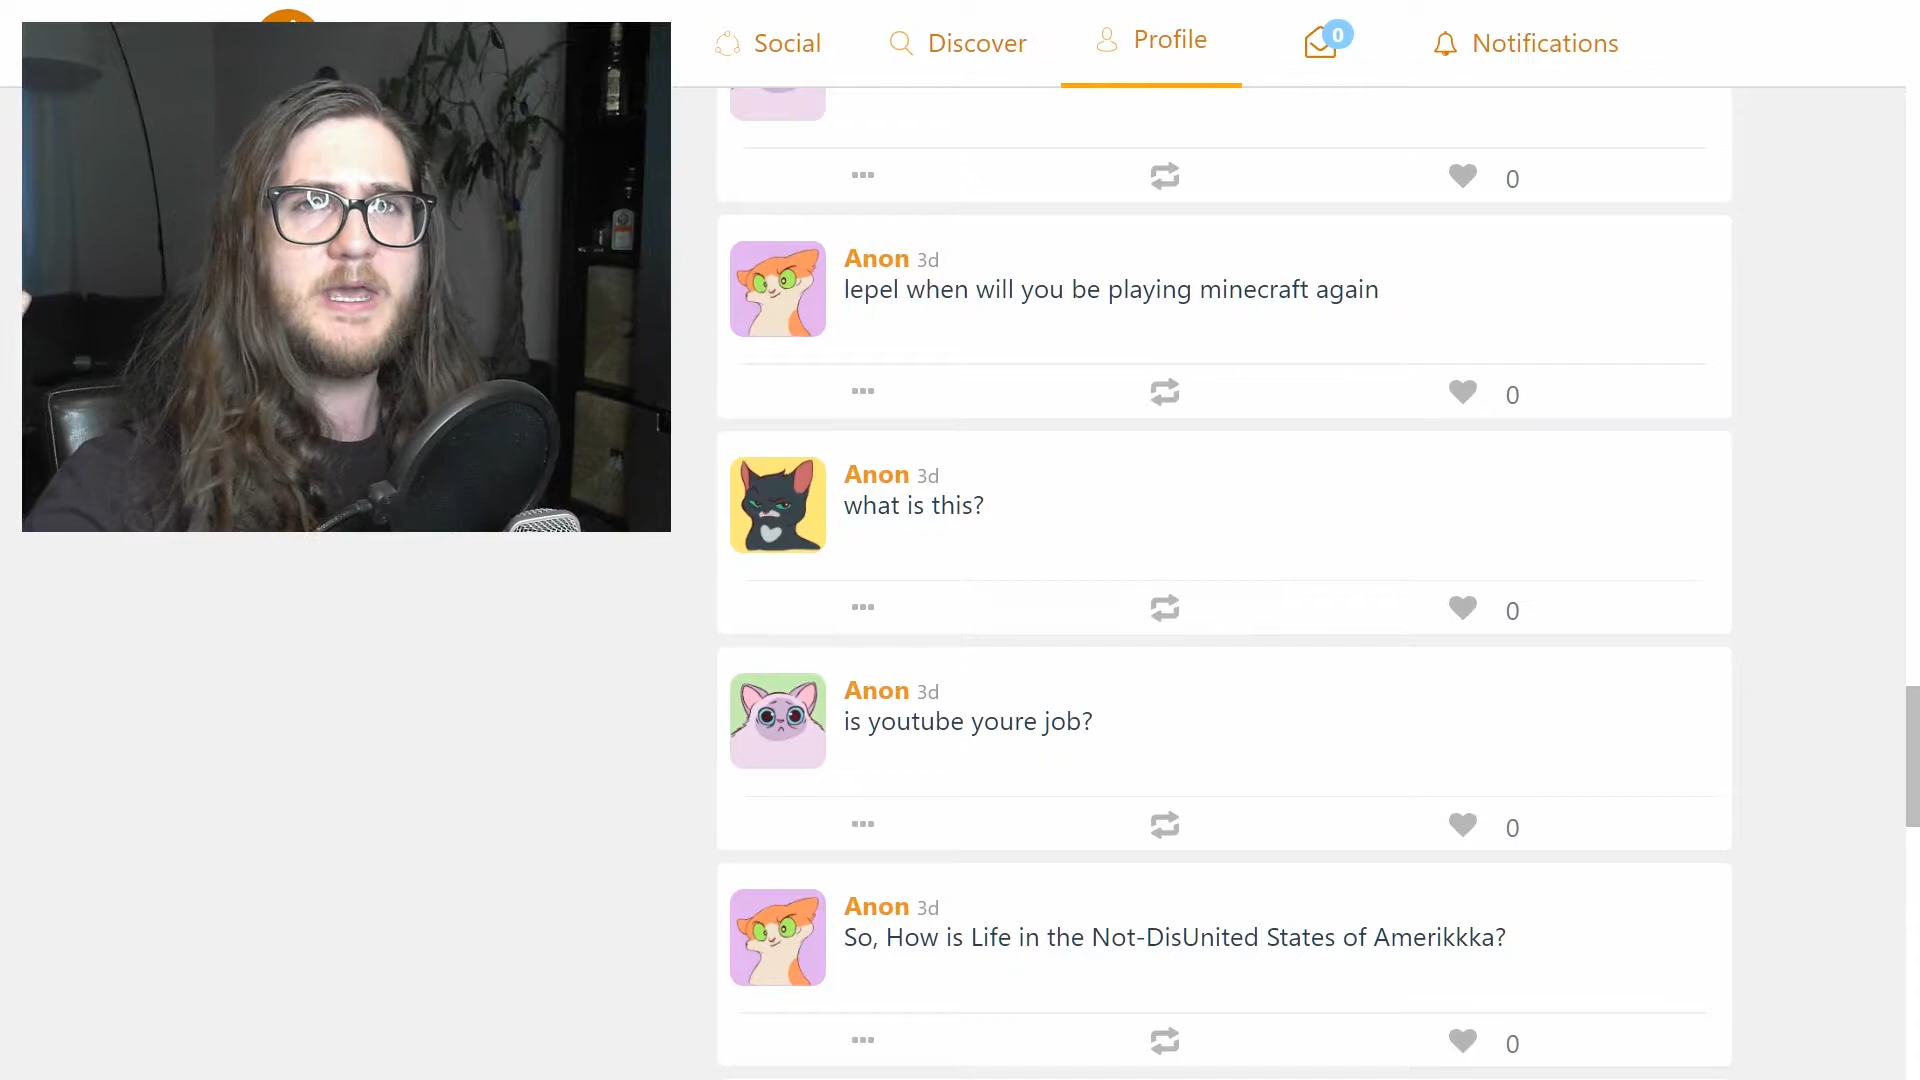 Social
Discover
Profile
0
Notifications
0
Anon 3d
lepel when will you be playing minecraft again
0
Anon 3d
what is this?
0
Anon 3d
is youtube youre job?
0
Anon 3d
So, How is Life in the Not-DisUnited States of Amerikkka?
0